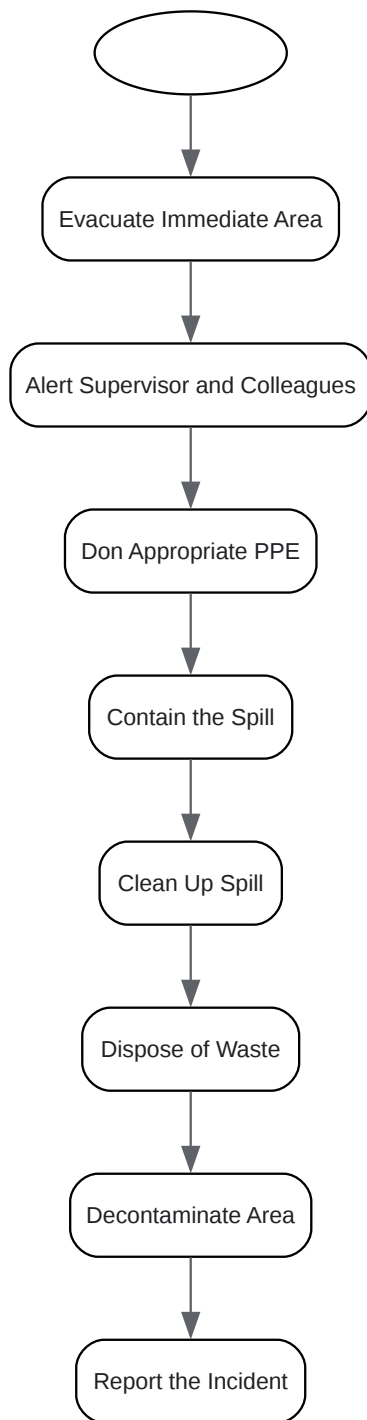 Evacuate Immediate Area
Alert Supervisor and Colleagues
Don Appropriate PPE
Contain the Spill
Clean Up Spill
Dispose of Waste
Decontaminate Area
Report the Incident